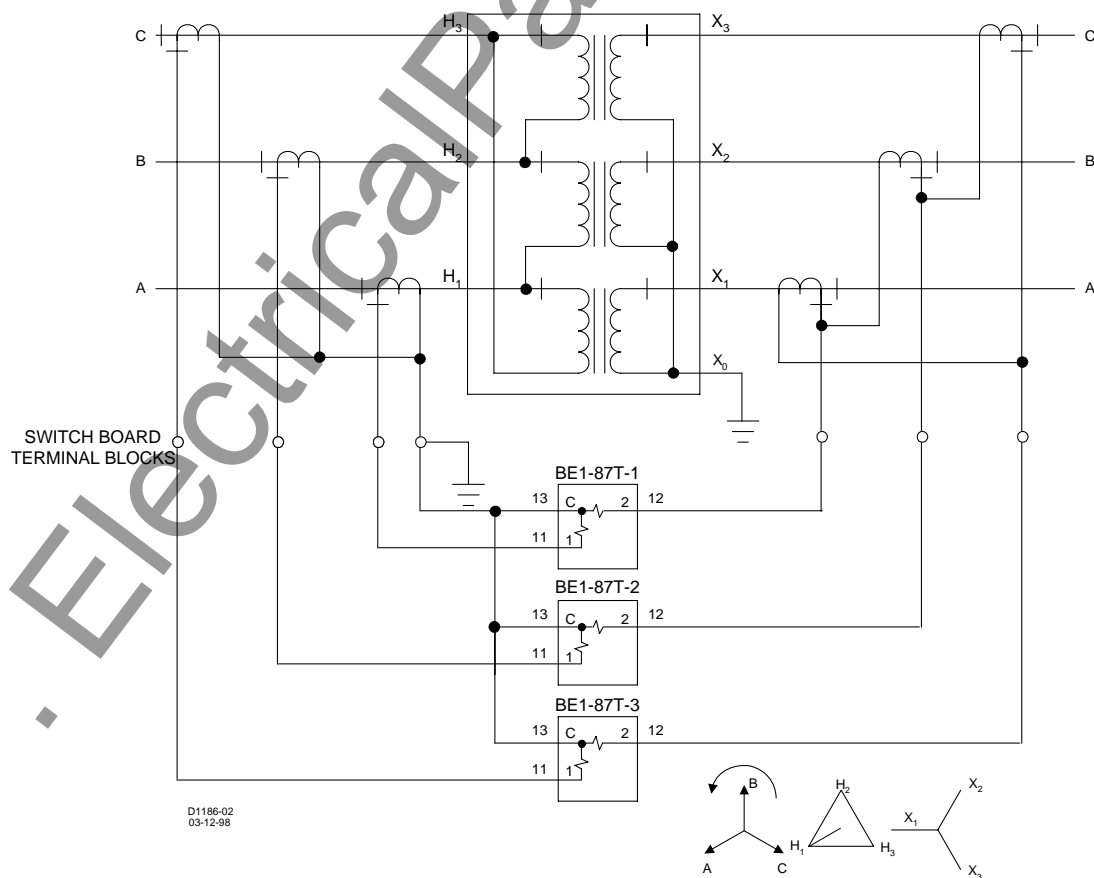 . ElectricalPa
C H₃ X₃ C
B H₂ X₂ B
A H₁ X₁ A
X₀
SWITCH BOARD
TERMINAL BLOCKS
BE1-87T-1
13 C 2 12
11 1
BE1-87T-2
13 C 2 12
11 1
BE1-87T-3
13 C 2 12
11 1
D1186-02
03-12-98
B H₂ X₂
X₁
H₁ H₃
A C X₃